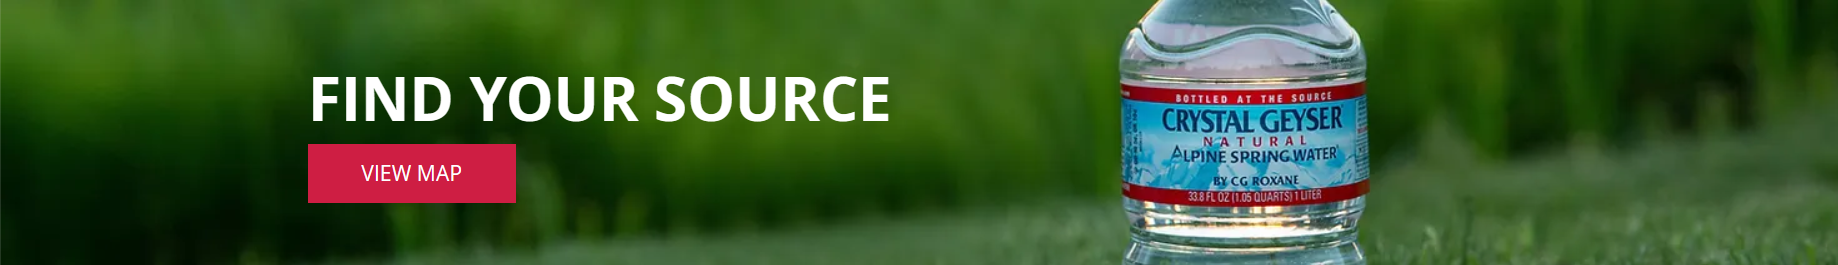 FIND YOUR SOURCE
VIEW MAP
BOTTLED AT THE SOURCE
CRYSTAL GEYSER
NATURAL
ALPINE SPRING WATER
BY CG ROXANE
33.8 FL OZ (1.05 QUARTS) 1 LITER